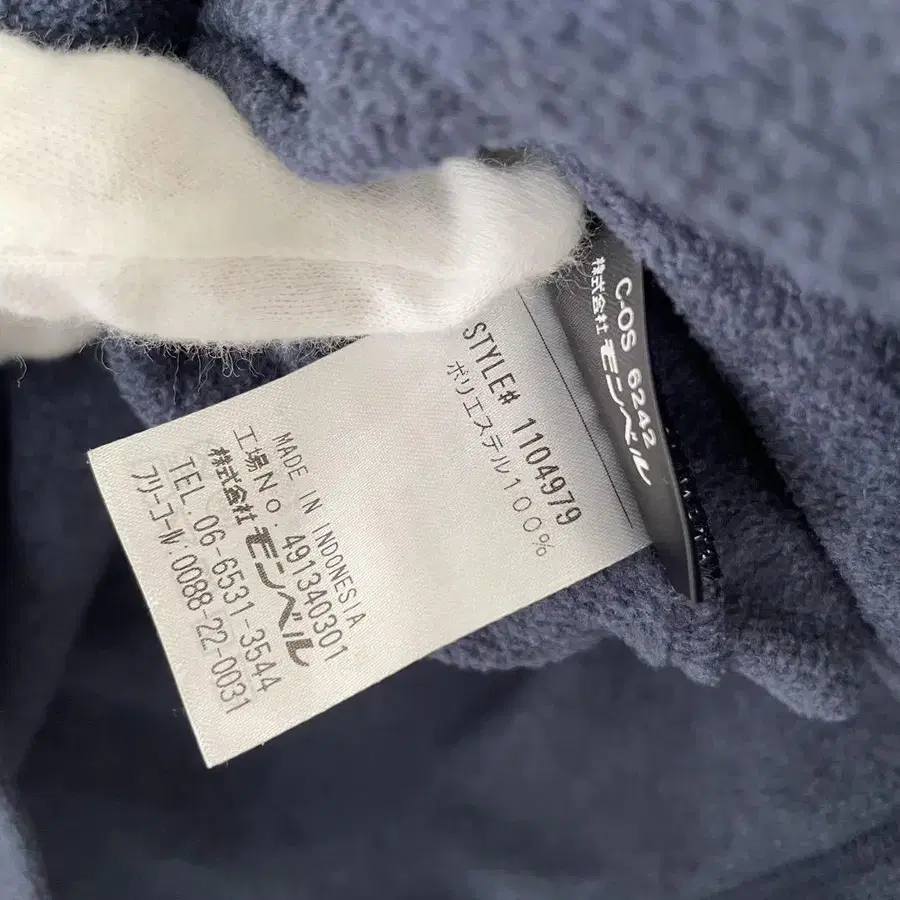 STYLE# 1104979
ポリエステル100%
MADE IN INDONESIA
工場NO. 491340301
株式会社モンベル
TEL. 06-6531-3544
フリーコール:0088-22-0031
C-OS 6242
株式会社モンベル